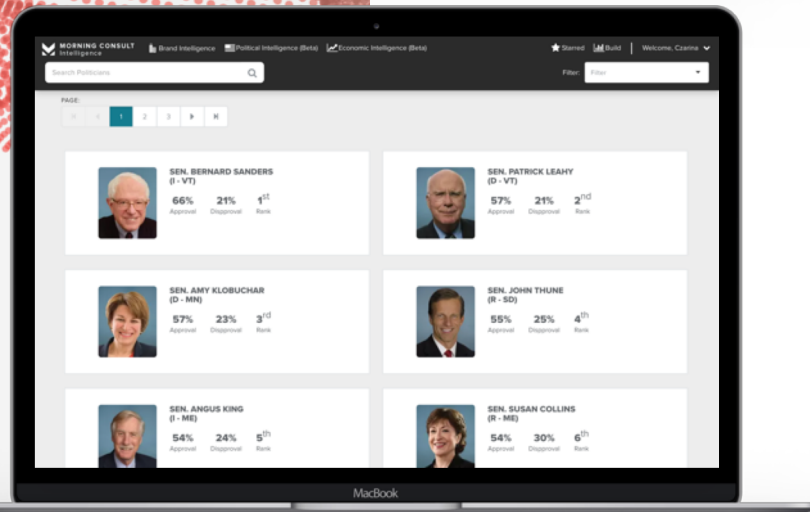 MORNING CONSULT
Intelligence
Brand Intelligence
Political Intelligence (Beta)
Economic Intelligence (Beta)
Starred
Build
Welcome, Czarina
Search Politicians
Filter:
Filter
PAGE:
1 2 3
SEN. BERNARD SANDERS
(I - VT)
66% 21% 1st
Approval Disapproval Rank
SEN. PATRICK LEAHY
(D - VT)
57% 21% 2nd
Approval Disapproval Rank
SEN. AMY KLOBUCHAR
(D - MN)
57% 23% 3rd
Approval Disapproval Rank
SEN. JOHN THUNE
(R - SD)
55% 25% 4th
Approval Disapproval Rank
SEN. ANGUS KING
(I - ME)
54% 24% 5th
Approval Disapproval Rank
SEN. SUSAN COLLINS
(R - ME)
54% 30% 6th
Approval Disapproval Rank
MacBook